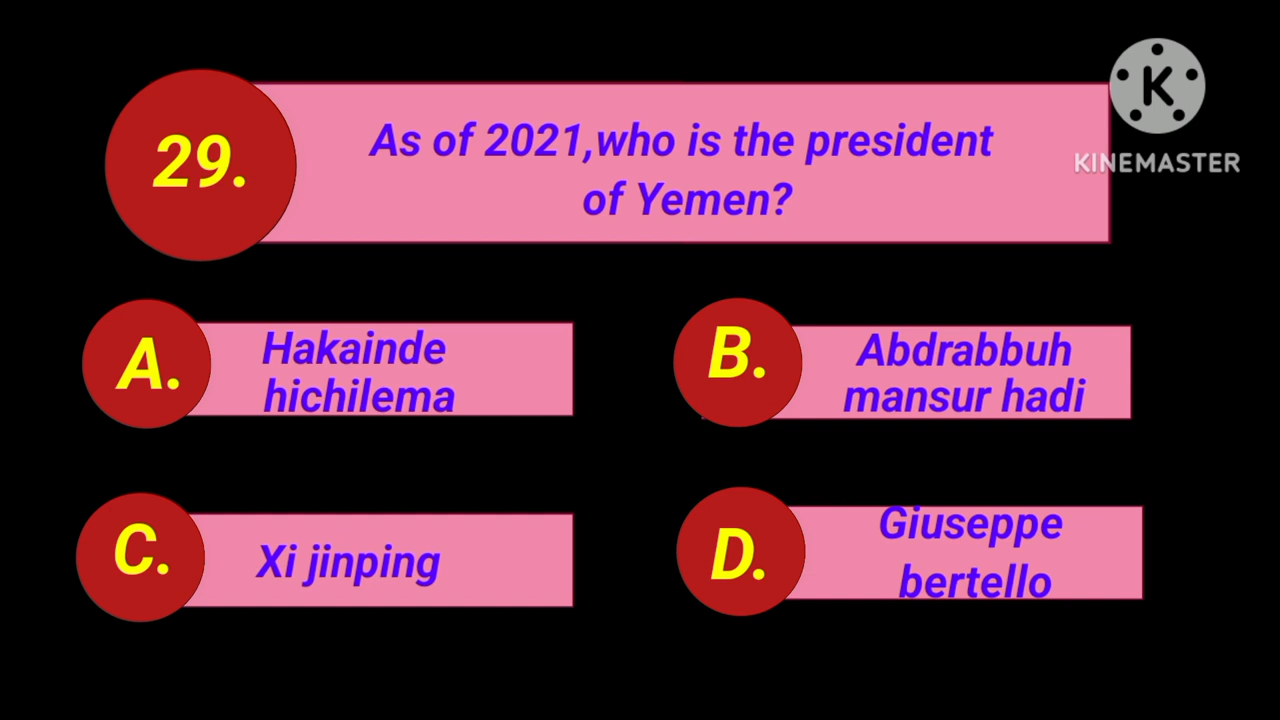 29.
As of 2021,who is the president
of Yemen?
K
KINEMASTER
A.
Hakainde
hichilema
B.
Abdrabbuh
mansur hadi
C.
Xi jinping
D.
Giuseppe
bertello